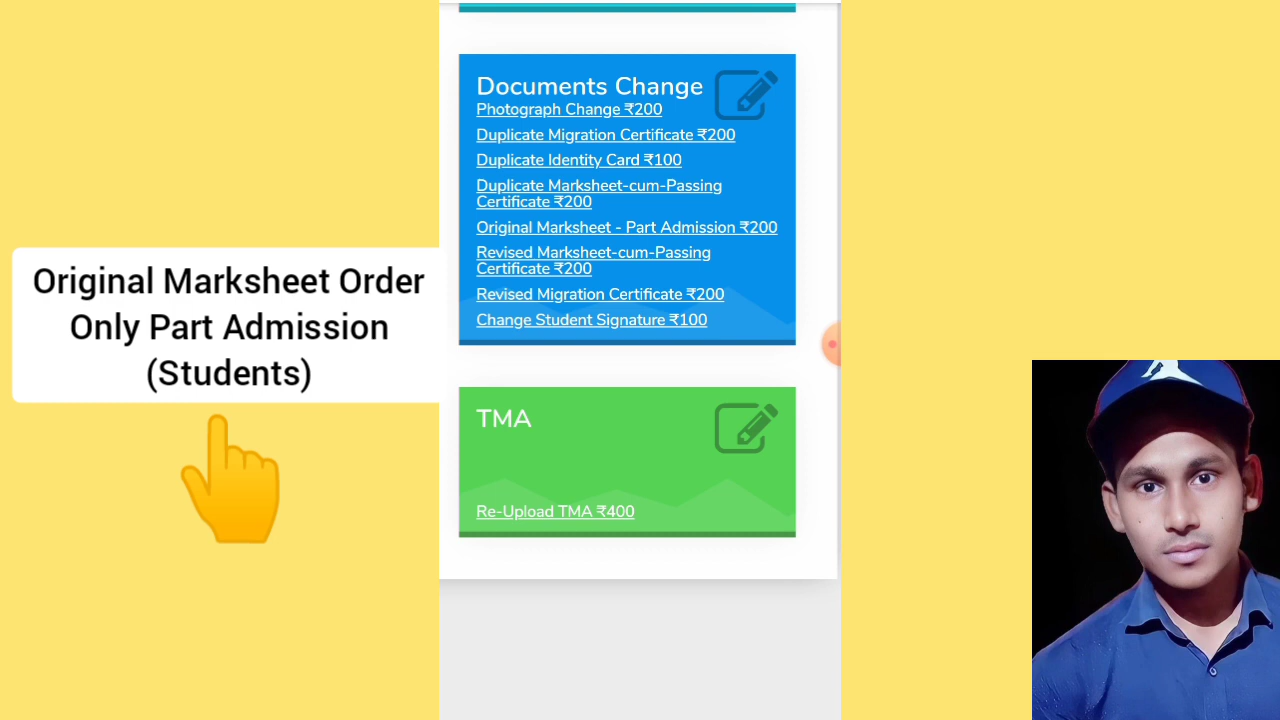 Documents Change
Photograph Change ₹200
Duplicate Migration Certificate ₹200
Duplicate Identity Card ₹100
Duplicate Marksheet-cum-Passing
Certificate ₹200
Original Marksheet - Part Admission ₹200
Revised Marksheet-cum-Passing
Certificate ₹200
Revised Migration Certificate ₹200
Change Student Signature ₹100
Original Marksheet Order
Only Part Admission
(Students)
TMA
Re-Upload TMA ₹400